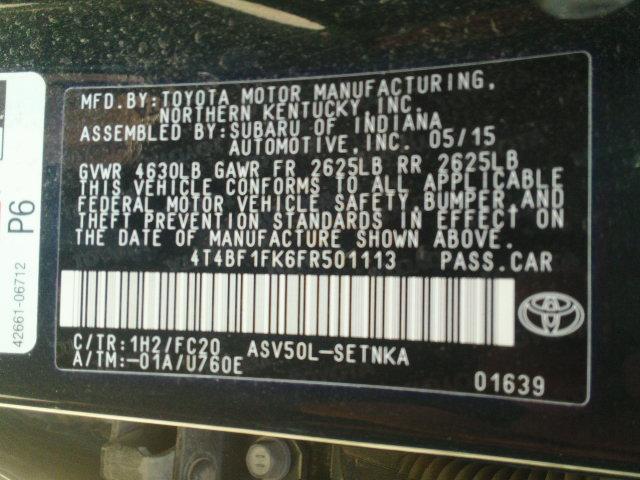 MFD.BY:TOYOTA MOTOR MANUFACTURING,
NORTHERN KENTUCKY INC.
ASSEMBLED BY:SUBARU OF INDIANA
AUTOMOTIVE,INC. 05/15
GVWR 4630LB GAWR FR 2625LB RR 2625LB
THIS VEHICLE CONFORMS TO ALL APPLICABLE
FEDERAL MOTOR VEHICLE SAFETY,BUMPER,AND
THEFT PREVENTION STANDARDS IN EFFECT ON
THE DATE OF MANUFACTURE SHOWN ABOVE.
4T4BF1FK6FR501113 PASS.CAR
C/TR:1H2/FC20 ASV50L-SETNKA
A/TM:-01A/U760E
01639
P6
42661-06712